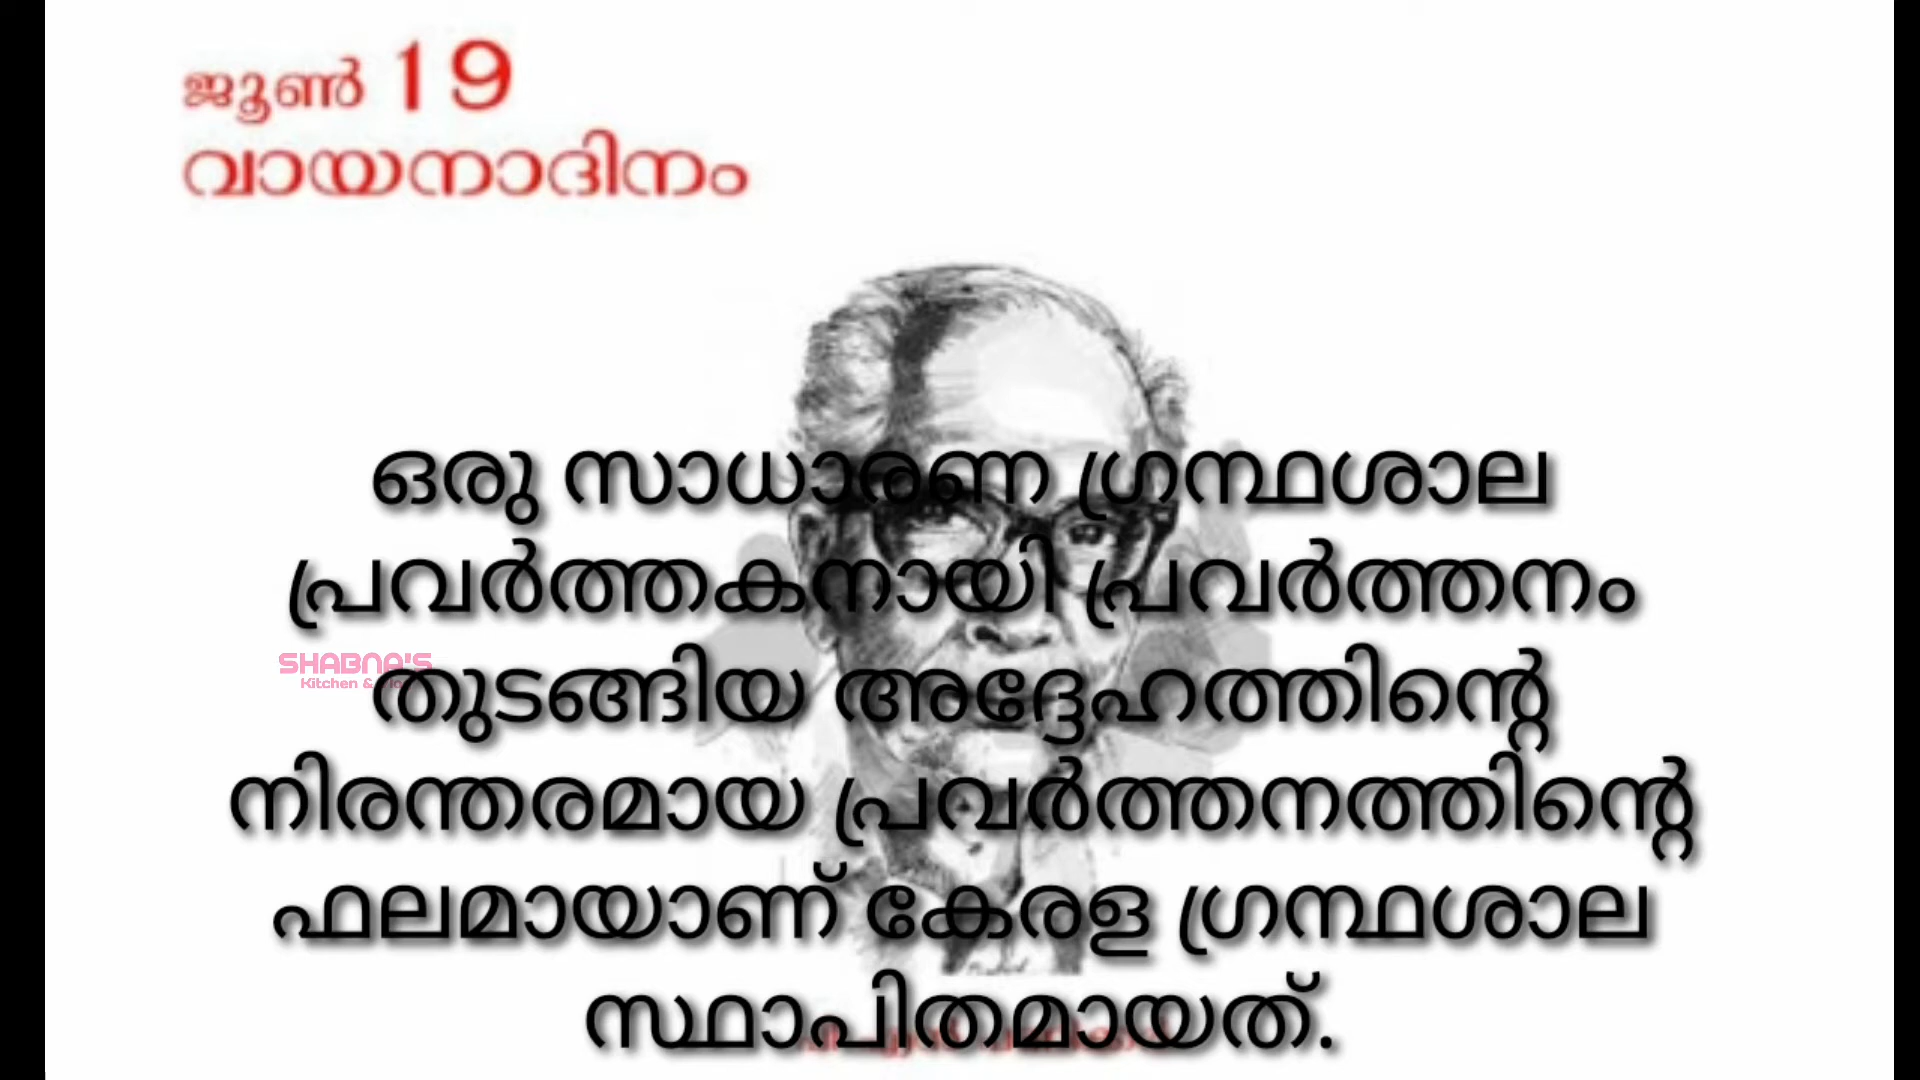 ജൂൺ 19
വായനാദിനം
ഒരു സാധാരണ ഗ്രന്ഥശാല
പ്രവർത്തകനായി പ്രവർത്തനം
SHABNA'S
Kitchen &
തുടങ്ങിയ അദ്ദേഹത്തിന്റെ
നിരന്തരമായ പ്രവർത്തനത്തിന്റെ
ഫലമായാണ് കേരള ഗ്രന്ഥശാല
സ്ഥാപിതമായത്.